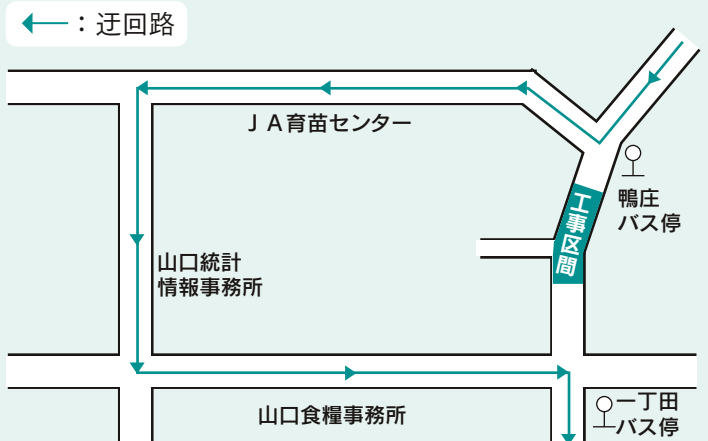 ：迂回路
ＪＡ育苗センター
鴨庄
バス停
工事区間
山口統計
情報事務所
山口食糧事務所
一丁田
バス停